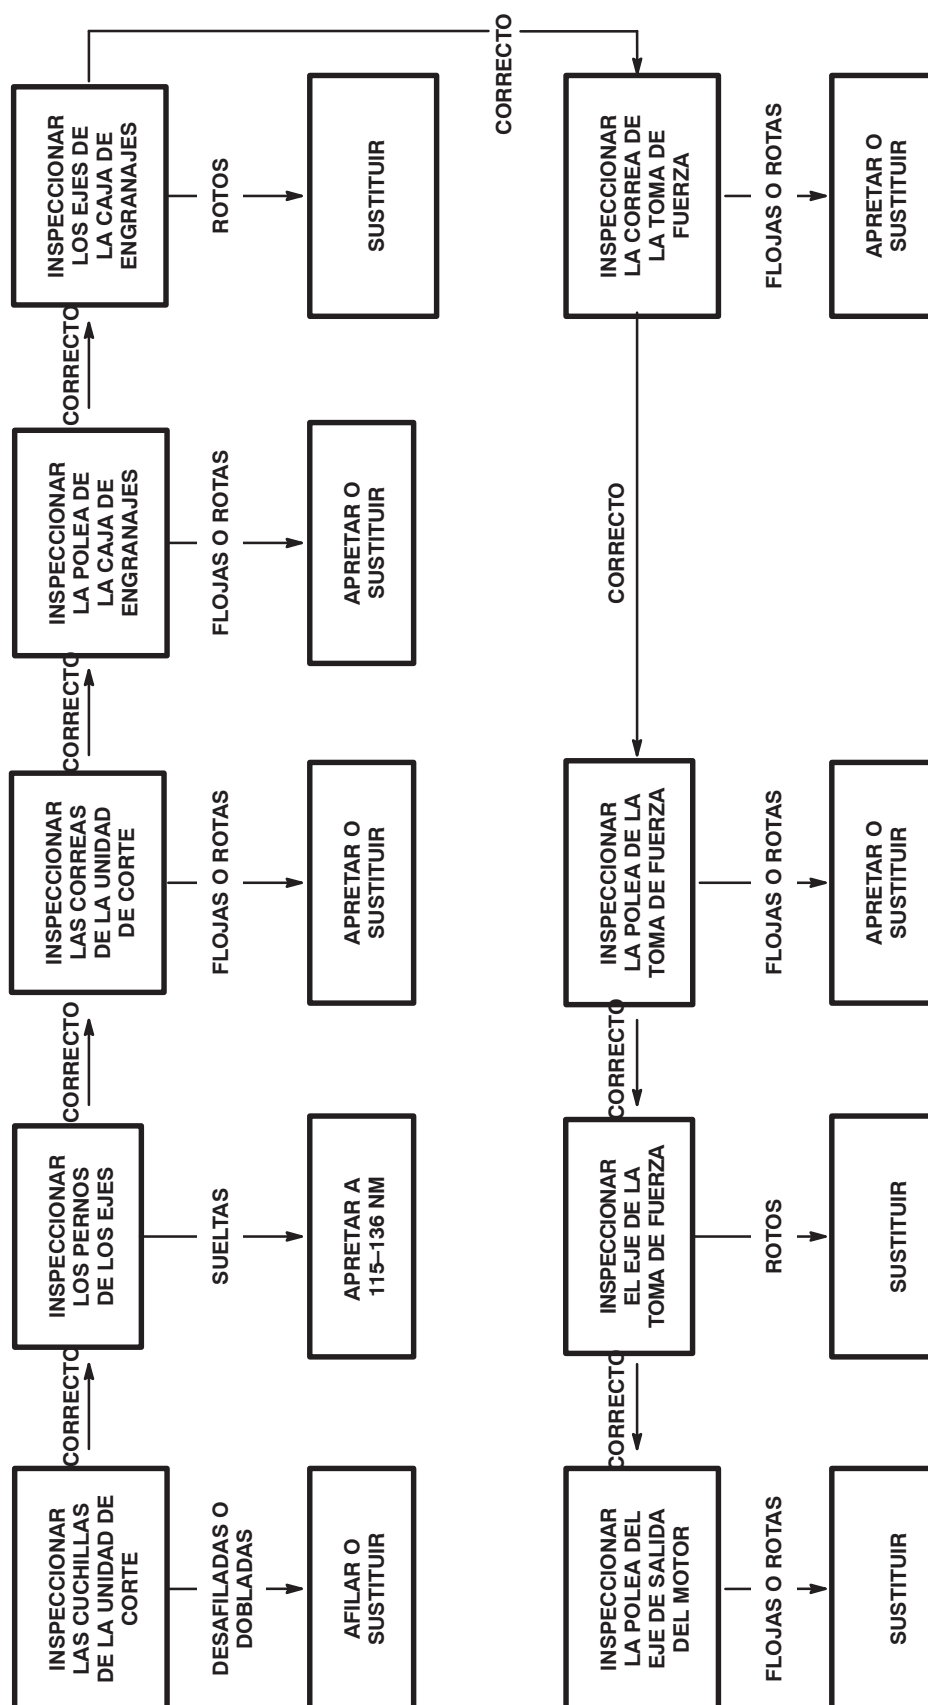 INSPECCIONAR
LAS CUCHILLAS
DE LA UNIDAD DE
CORTE
CORRECTO
INSPECCIONAR
LOS PERNOS
DE LOS EJES
CORRECTO
INSPECCIONAR
LAS CORREAS
DE LA UNIDAD
DE CORTE
CORRECTO
INSPECCIONAR
LA POLEA DE
LA CAJA DE
ENGRANAJES
CORRECTO
INSPECCIONAR
LOS EJES DE
LA CAJA DE
ENGRANAJES
DESAFILADAS O
DOBLADAS
SUELTAS
FLOJAS O ROTAS
FLOJAS O ROTAS
ROTOS
AFILAR O
SUSTITUIR
APRETAR A
115–136 NM
APRETAR O
SUSTITUIR
APRETAR O
SUSTITUIR
SUSTITUIR
CORRECTO
INSPECCIONAR
LA POLEA DEL
EJE DE SALIDA
DEL MOTOR
CORRECTO
INSPECCIONAR
EL EJE DE LA
TOMA DE FUERZA
CORRECTO
INSPECCIONAR
LA POLEA DE LA
TOMA DE FUERZA
CORRECTO
INSPECCIONAR
LA CORREA DE
LA TOMA DE
FUERZA
FLOJAS O ROTAS
ROTOS
FLOJAS O ROTAS
FLOJAS O ROTAS
SUSTITUIR
SUSTITUIR
APRETAR O
SUSTITUIR
APRETAR O
SUSTITUIR